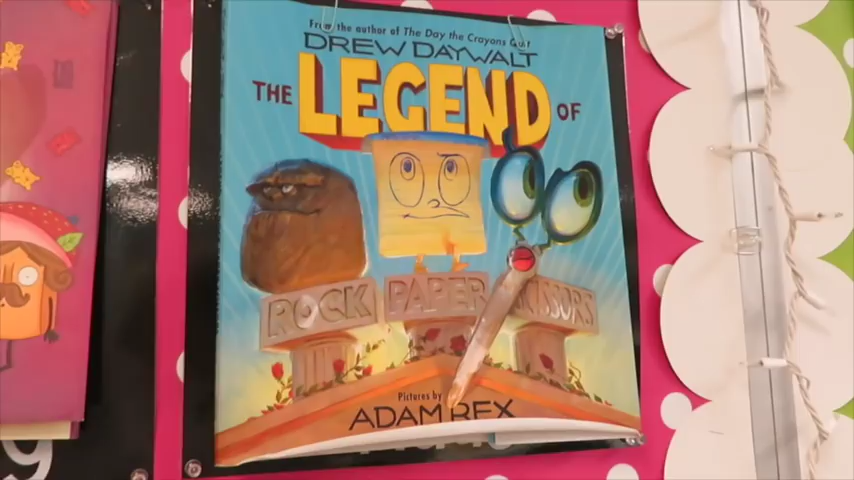 From the author of The Day the Crayons Quit
DREW DAYWALT
THE LEGEND OF
ROCK PAPER SCISSORS
Pictures by
ADAM REX
9